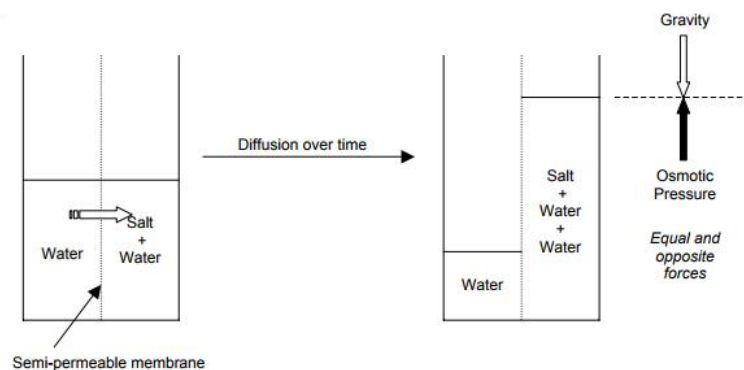 Gravity
Diffusion over time
Salt
+
Water
Water
Semi-permeable membrane
Salt
+
Water
+
Water
Water
Osmotic
Pressure
Equal and
opposite
forces